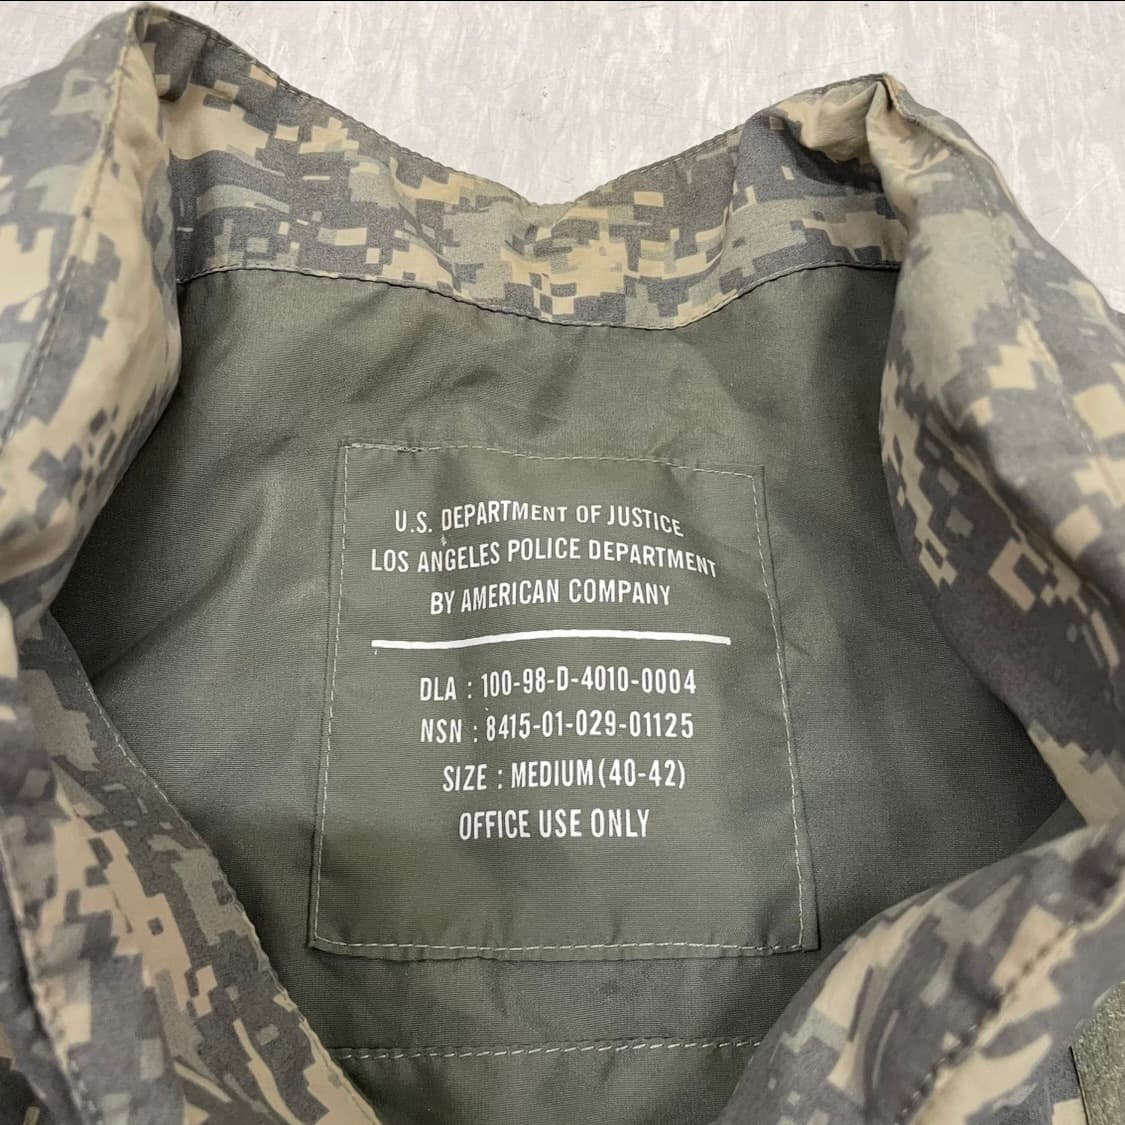 U.S. DEPARTMENT OF JUSTICE
LOS ANGELES POLICE DEPARTMENT
BY AMERICAN COMPANY
DLA : 100-98-D-4010-0004
NSN : 8415-01-029-01125
SIZE : MEDIUM (40-42)
OFFICE USE ONLY